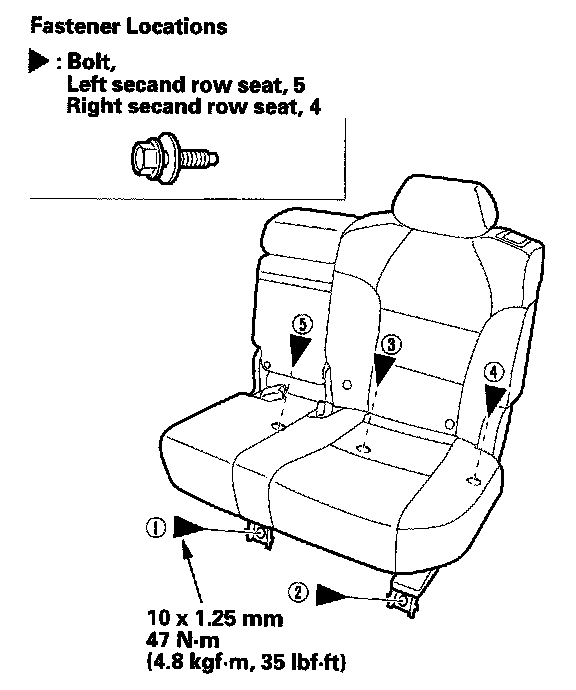 Fastener Locations
▶ : Bolt,
Left secand row seat, 5
Right secand row seat, 4
5
3
4
1
2
10 x 1.25 mm
47 N·m
(4.8 kgf·m, 35 lbf·ft)